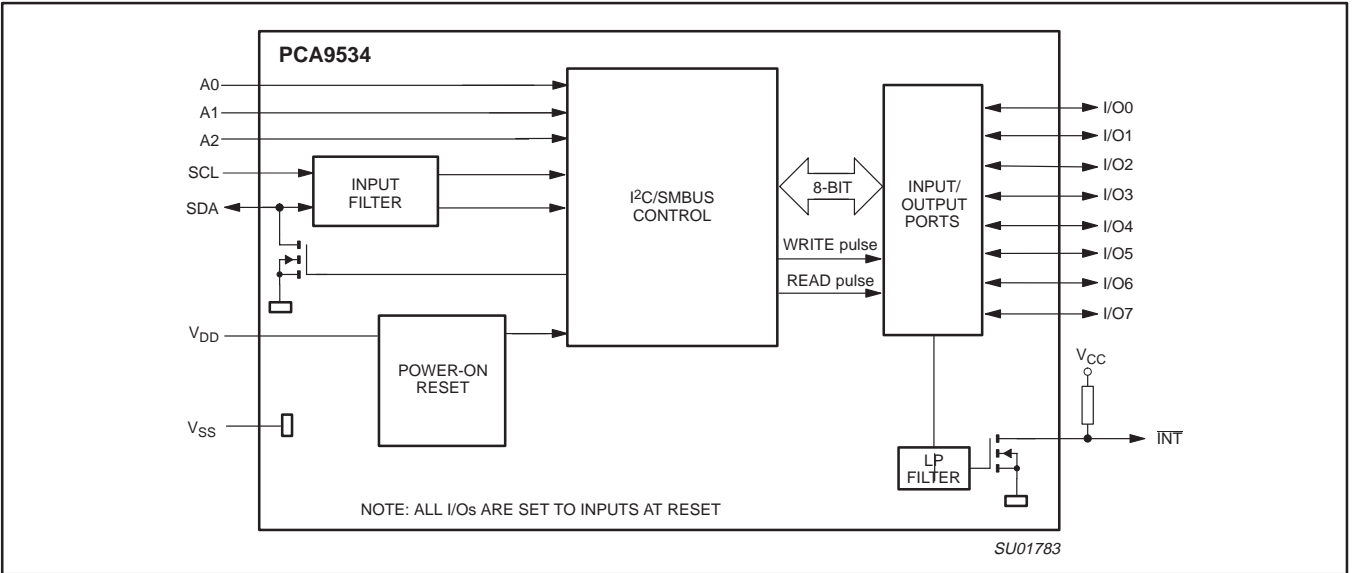 PCA9534
A0
A1
A2
SCL
SDA
INPUT
FILTER
I²C/SMBUS
CONTROL
8-BIT
WRITE pulse
READ pulse
INPUT/
OUTPUT
PORTS
I/O0
I/O1
I/O2
I/O3
I/O4
I/O5
I/O6
I/O7
VDD
POWER-ON
RESET
VSS
VCC
INT
LP
FILTER
NOTE: ALL I/Os ARE SET TO INPUTS AT RESET
SU01783